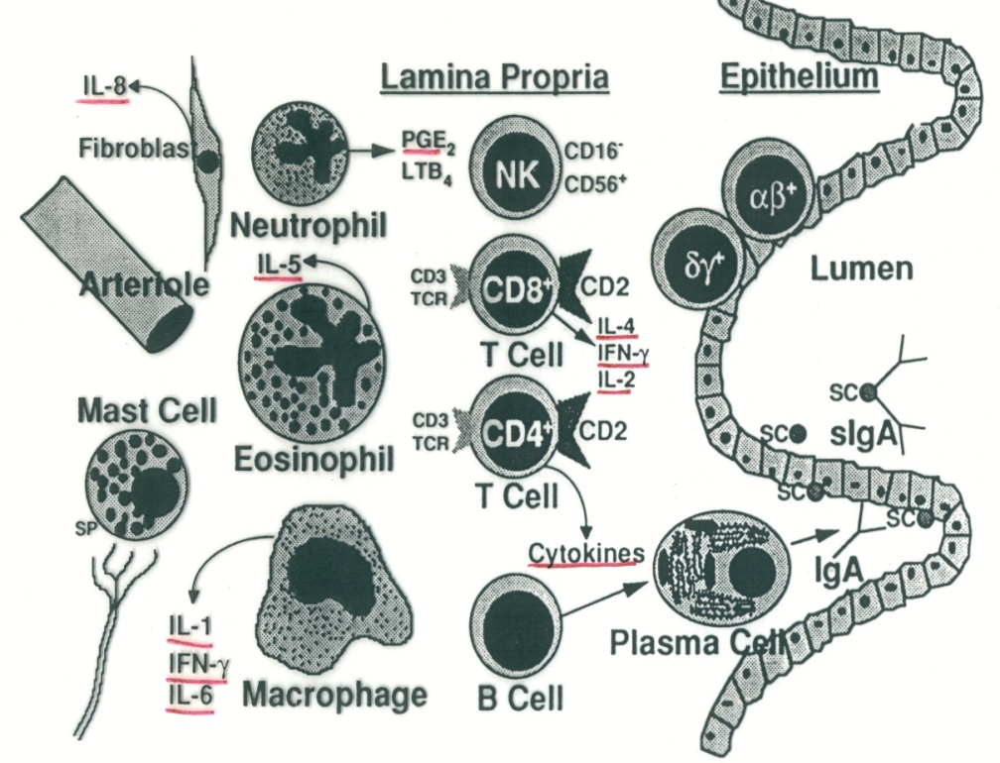 Lamina Propria
Epithelium
IL-8
Fibroblast
Neutrophil
PGE2
LTB4
NK
CD16-
CD56+
αβ+
δγ+
Lumen
Arteriole
IL-5
Eosinophil
CD3
TCR
CD8+
CD2
T Cell
IL-4
IFN-γ
IL-2
CD3
TCR
CD4+
CD2
T Cell
Cytokines
Mast Cell
SP
IL-1
IFN-γ
IL-6
Macrophage
B Cell
Plasma Cell
IgA
SC
sIgA
SC
SC
SC